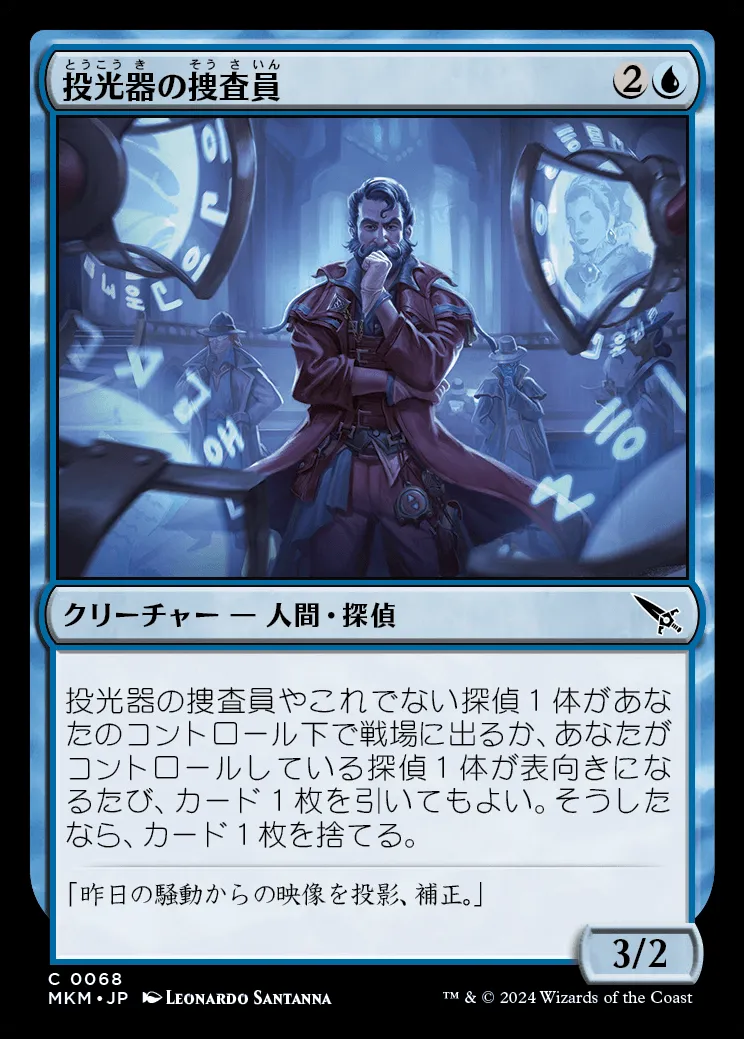 とうこうき そうさいん
投光器の捜査員
2
クリーチャー — 人間・探偵
投光器の捜査員やこれでない探偵1体があな
たのコントロール下で戦場に出るか、あなたが
コントロールしている探偵1体が表向きにな
るたび、カード1枚を引いてもよい。そうした
なら、カード1枚を捨てる。
「昨日の騒動からの映像を投影、補正。」
3/2
C 0068
MKM • JP Leonardo Santanna
™ & © 2024 Wizards of the Coast